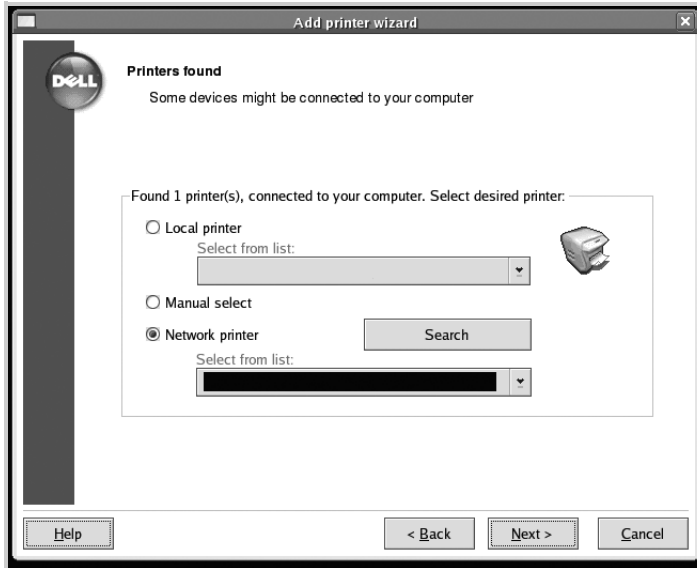 Add printer wizard
DELL
Printers found
Some devices might be connected to your computer
Found 1 printer(s), connected to your computer. Select desired printer:
Local printer
Select from list:
Manual select
Network printer
Search
Select from list:
Help
< Back
Next >
Cancel